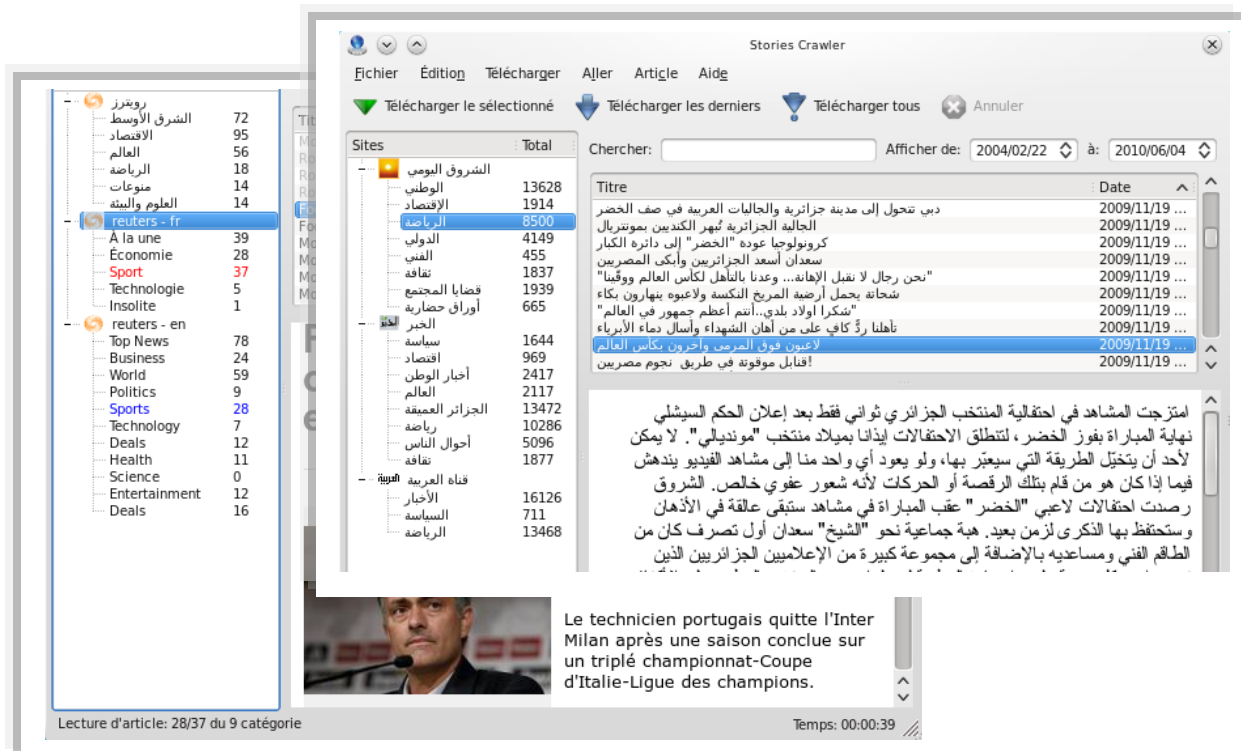 Stories Crawler
Fichier Édition Télécharger Aller Article Aide
Télécharger le sélectionné Télécharger les derniers Télécharger tous Annuler
Sites Total
الشروق اليومي
الوطني 13628
الإقتصاد 1914
الرياضة 8500
الدولي 4149
الفني 455
ثقافة 1837
قضايا المجتمع 1939
أوراق حضارية 665
الخبر
سياسة 1644
اقتصاد 969
أخبار الوطن 2417
العالم 2117
الجزائر العميقة 13472
رياضة 10286
أحوال الناس 5096
ثقافة 1877
قناة العربية
الأخبار 16126
السياسة 711
الرياضة 13468
Chercher: Afficher de: 2004/02/22 à: 2010/06/04
Titre Date
دبي تتحول إلى مدينة جزائرية والجاليات العربية في صف الخضر 2009/11/19 ...
الجالية الجزائرية تُبهر الكنديين بمونتريال 2009/11/19 ...
كرونولوجيا عودة "الخضر" إلى دائرة الكبار 2009/11/19 ...
سعدان أسعد الجزائريين وأبكى المصريين 2009/11/19 ...
"نحن رجال لا نقبل الإهانة... وعدنا بالتأهل لكأس العالم ووفّينا" 2009/11/19 ...
شحاتة يحمل أرضية المريخ النكسة ولاعبوه ينهارون بكاء 2009/11/19 ...
"شكرا اولاد بلدي..أنتم أعظم جمهور في العالم" 2009/11/19 ...
تأهلنا ردٌّ كافٍ على من أهان الشهداء وأسال دماء الأبرياء 2009/11/19 ...
لاعبون فوق المرمى وآخرون بكأس العالم 2009/11/19 ...
قنابل موقوتة في طريق نجوم مصريين! 2009/11/19 ...
امتزجت المشاهد في احتفالية المنتخب الجزائري ثواني فقط بعد إعلان الحكم السيشلي
نهاية المباراة بفوز الخضر، لتنطلق الاحتفالات إيذانا بميلاد منتخب "مونديالي". لا يمكن
لأحد أن يتخيّل الطريقة التي سيعبّر بها، ولو يعود أي واحد منا إلى مشاهد الفيديو يندهش
فيما إذا كان هو من قام بتلك الرقصة أو الحركات لأنه شعور عفوي خالص. الشروق
رصدت احتفالات لاعبي "الخضر" عقب المباراة في مشاهد ستبقى عالقة في الأذهان
وستحتفظ بها الذكرى لزمن بعيد. هبة جماعية نحو "الشيخ" سعدان أول تصرف كان من
الطاقم الفني ومساعديه بالإضافة إلى مجموعة كبيرة من الإعلاميين الجزائريين الذين
رويترز
الشرق الأوسط 72
الاقتصاد 95
العالم 56
الرياضة 18
منوعات 14
العلوم والبيئة 14
reuters - fr
À la une 39
Économie 28
Sport 37
Technologie 5
Insolite 1
reuters - en
Top News 78
Business 24
World 59
Politics 9
Sports 28
Technology 7
Deals 12
Health 11
Science 0
Entertainment 12
Deals 16
Le technicien portugais quitte l'Inter
Milan après une saison conclue sur
un triplé championnat-Coupe
d'Italie-Ligue des champions.
Lecture d'article: 28/37 du 9 catégorie Temps: 00:00:39